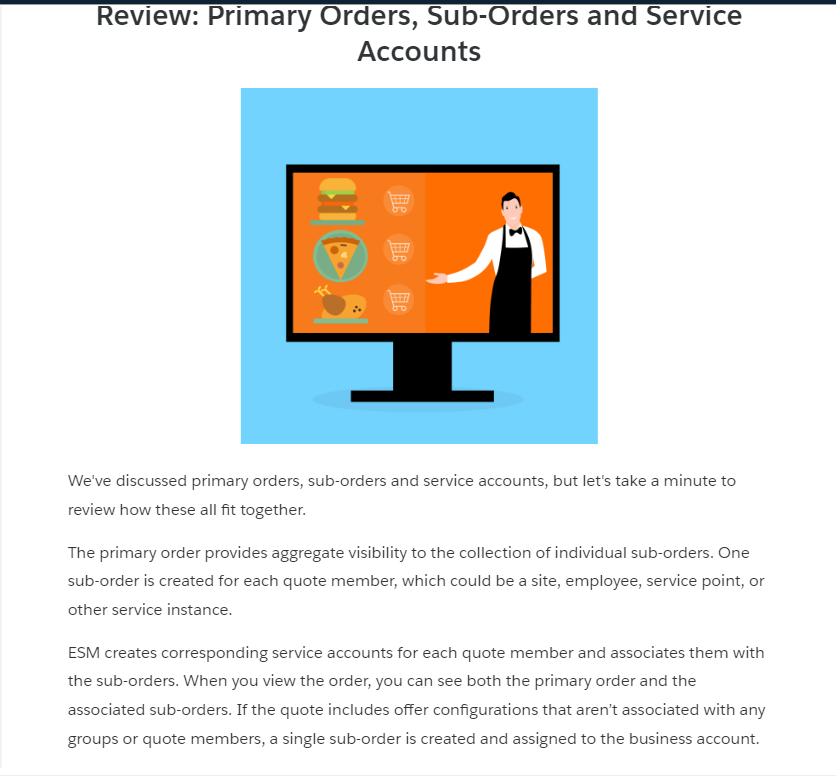 Review: Primary Orders, Sub-Orders and Service
Accounts
We've discussed primary orders, sub-orders and service accounts, but let's take a minute to
review how these all fit together.
The primary order provides aggregate visibility to the collection of individual sub-orders. One
sub-order is created for each quote member, which could be a site, employee, service point, or
other service instance.
ESM creates corresponding service accounts for each quote member and associates them with
the sub-orders. When you view the order, you can see both the primary order and the
associated sub-orders. If the quote includes offer configurations that aren’t associated with any
groups or quote members, a single sub-order is created and assigned to the business account.